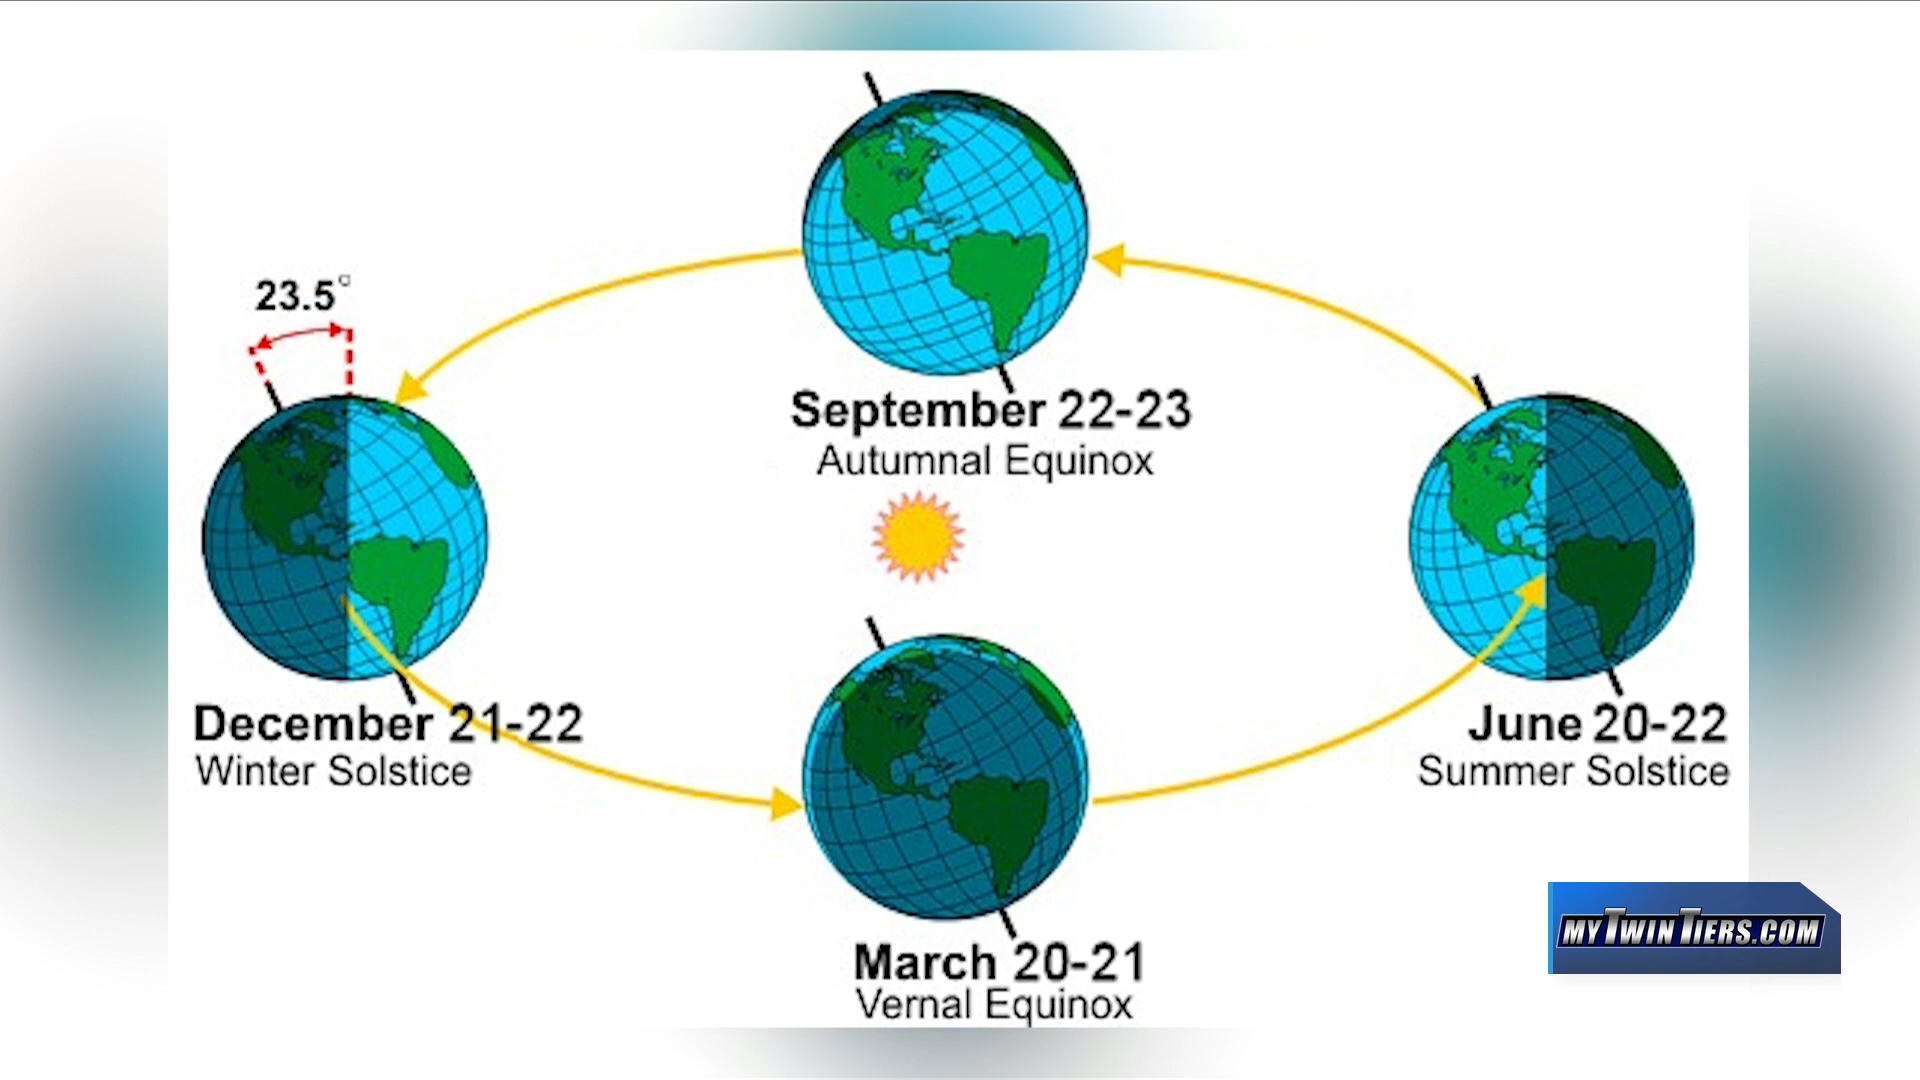 23.5°
September 22-23
Autumnal Equinox
December 21-22
Winter Solstice
June 20-22
Summer Solstice
March 20-21
Vernal Equinox
MYTWINTIERS.COM